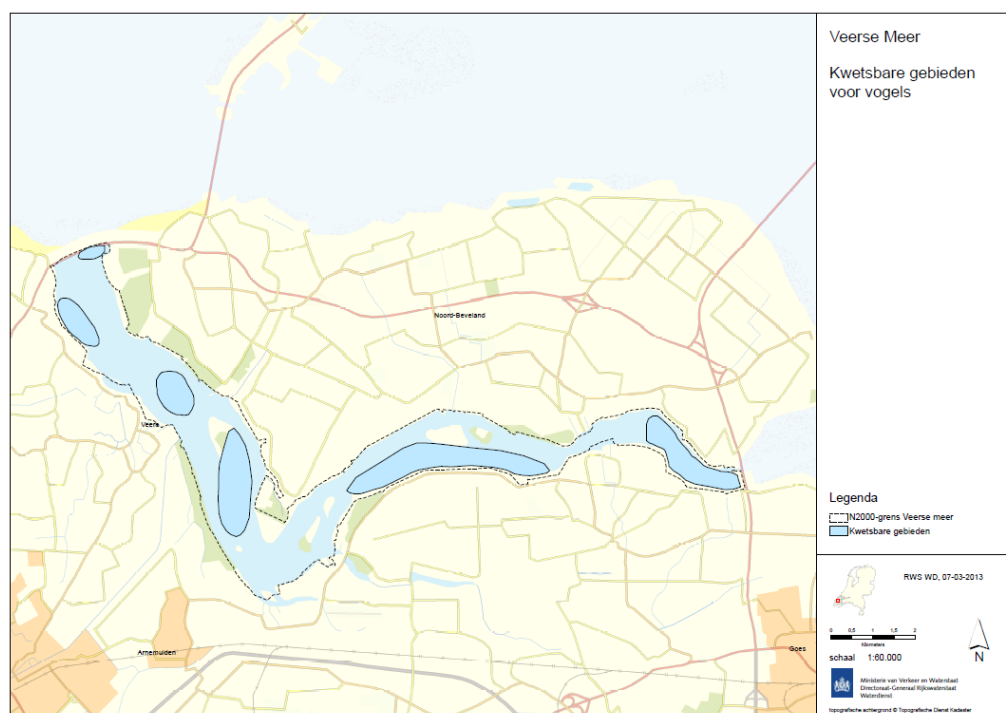 Veerse Meer
Kwetsbare gebieden
voor vogels
Noord-Beveland
Veere
Arnemuiden
Goes
Legenda
N2000-grens Veerse meer
Kwetsbare gebieden
RWS WD, 07-03-2013
0 0,5 1 1,5 2
Kilometers
schaal 1:60.000
N
Ministerie van Verkeer en Waterstaat
Directoraat-Generaal Rijkswaterstaat
Waterdienst
topografische achtergrond © Topografische Dienst Kadaster